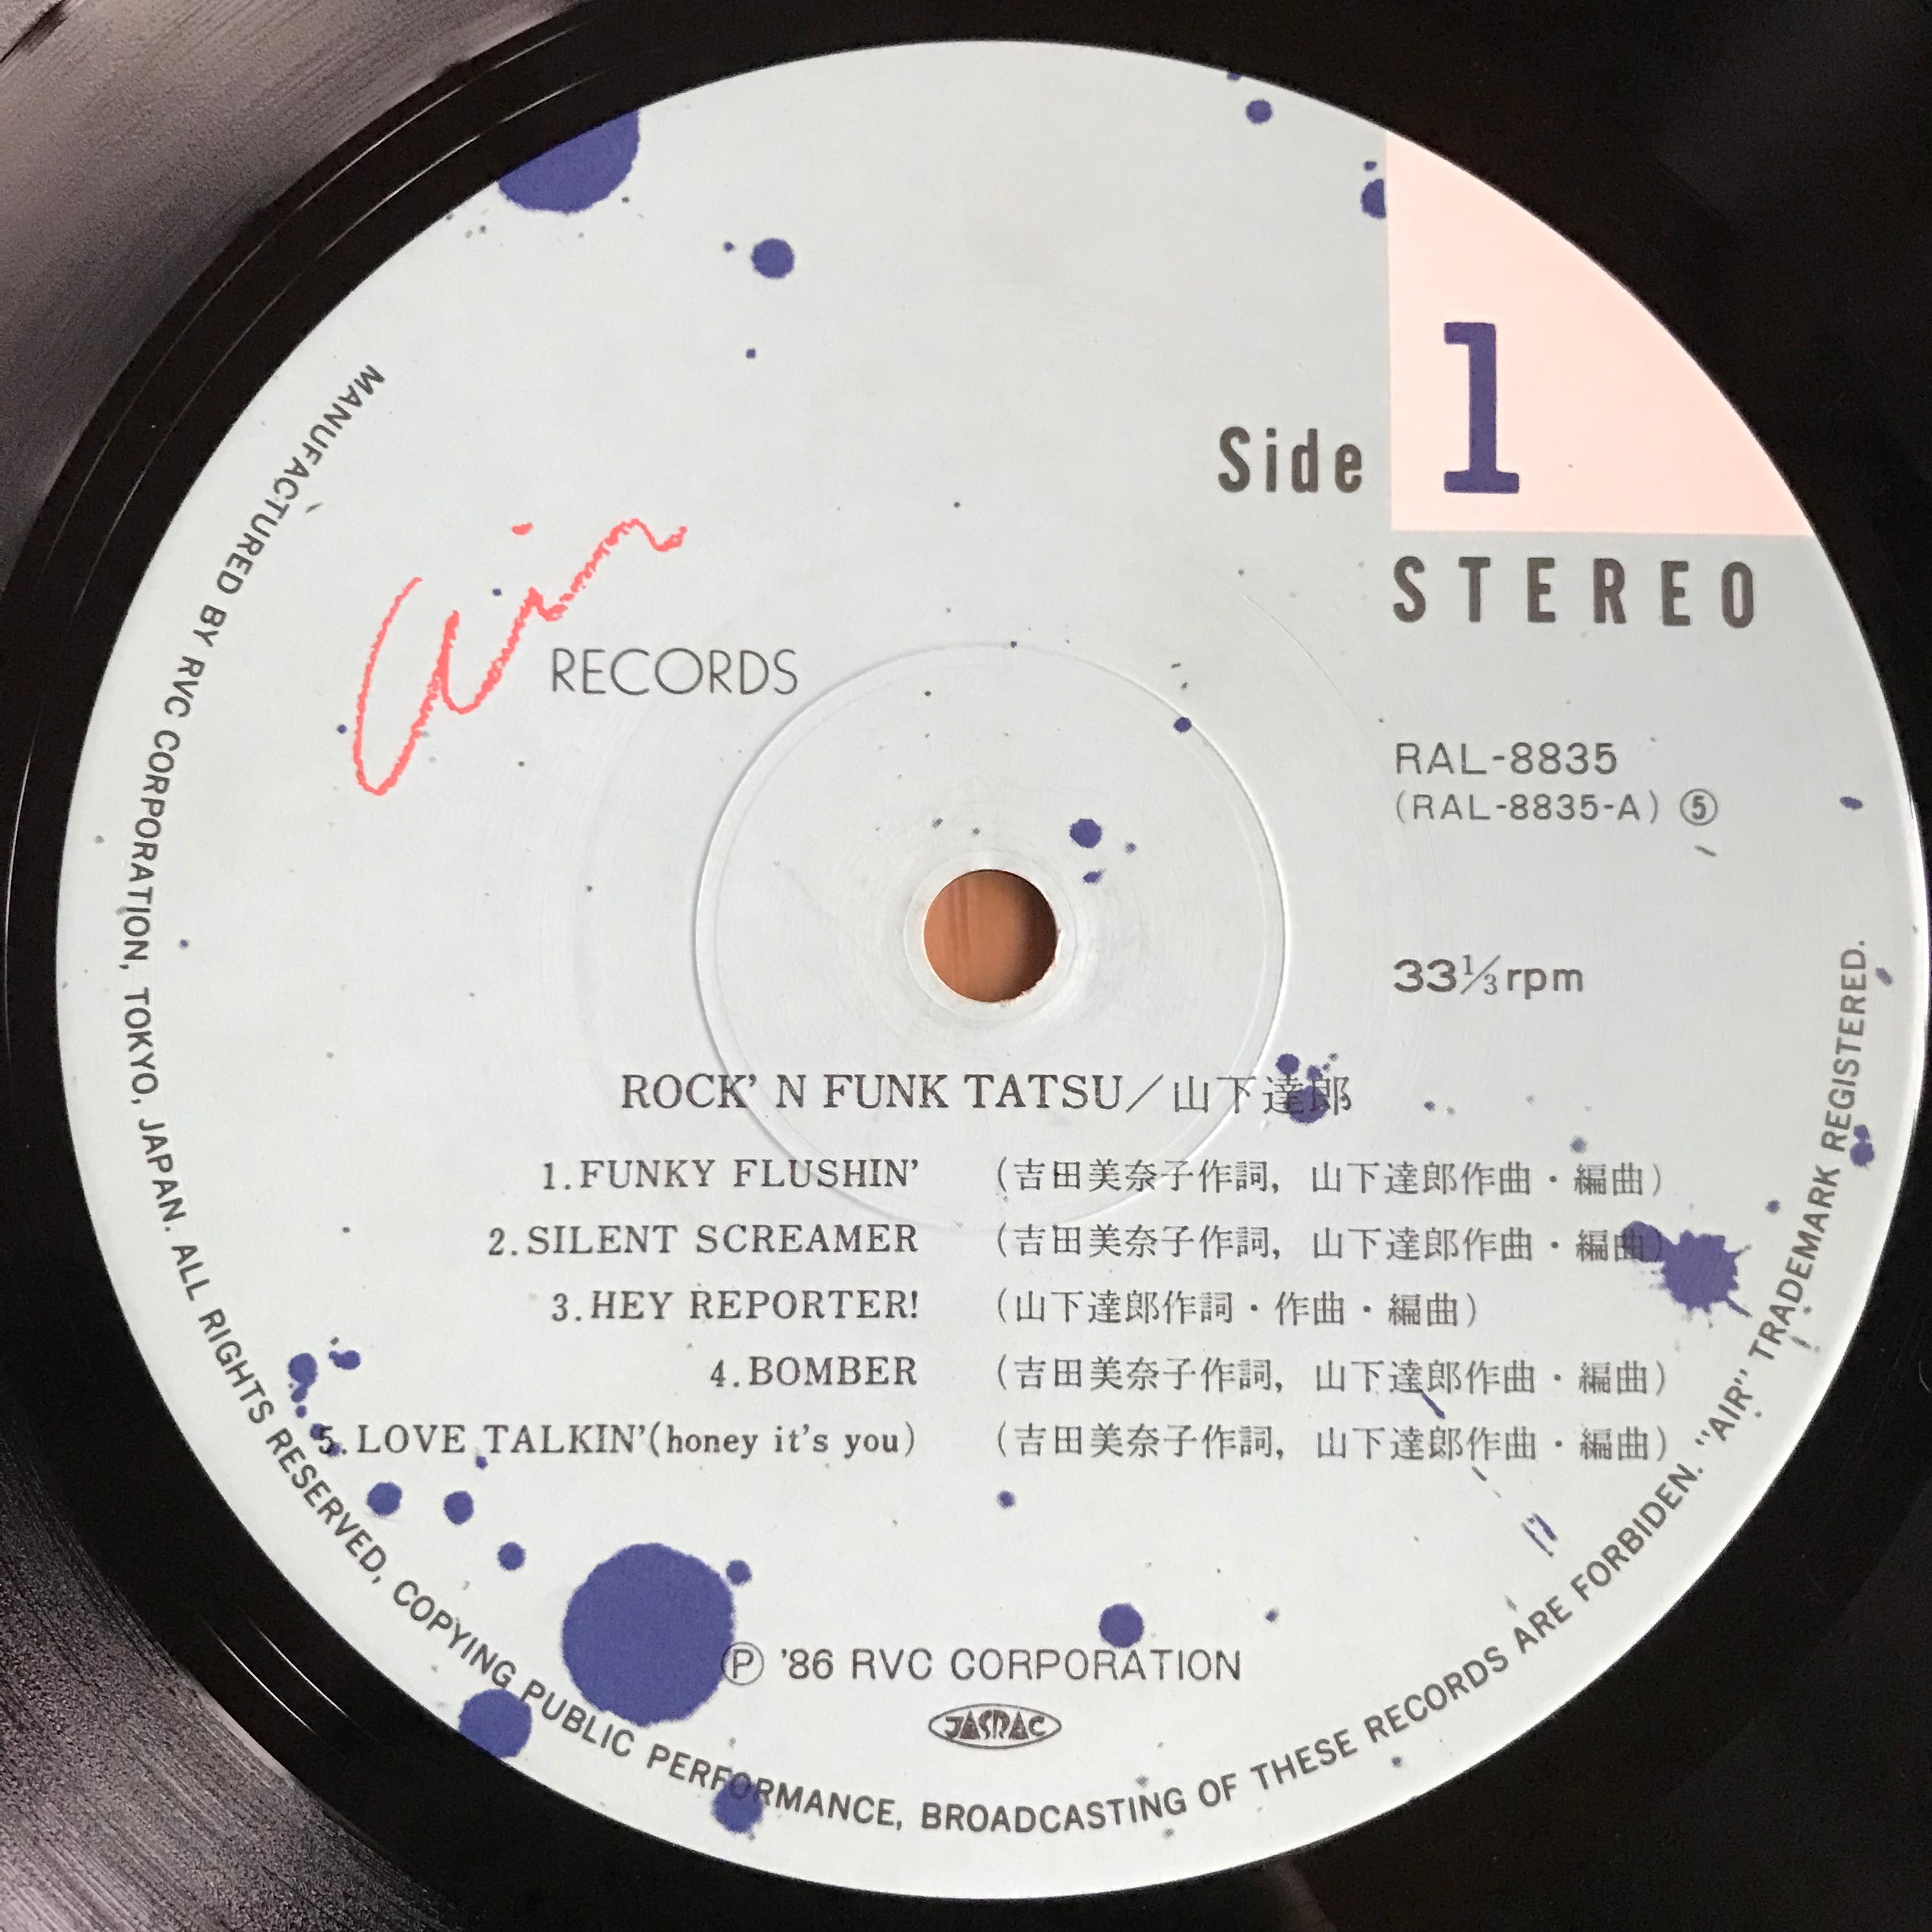 Side 1
STEREO
air RECORDS
RAL-8835
(RAL-8835-A) ⑤
33⅓rpm
ROCK' N FUNK TATSU／山下達郎
1.FUNKY FLUSHIN' (吉田美奈子作詞, 山下達郎作曲・編曲)
2.SILENT SCREAMER (吉田美奈子作詞, 山下達郎作曲・編曲)
3.HEY REPORTER! (山下達郎作詞・作曲・編曲)
4.BOMBER (吉田美奈子作詞, 山下達郎作曲・編曲)
5.LOVE TALKIN'(honey it's you) (吉田美奈子作詞, 山下達郎作曲・編曲)
Ⓟ '86 RVC CORPORATION
JASRAC
MANUFACTURED BY RVC CORPORATION, TOKYO, JAPAN. ALL RIGHTS RESERVED, COPYING PUBLIC PERFORMANCE, BROADCASTING OF THESE RECORDS ARE FORBIDEN. "AIR" TRADEMARK REGISTERED.